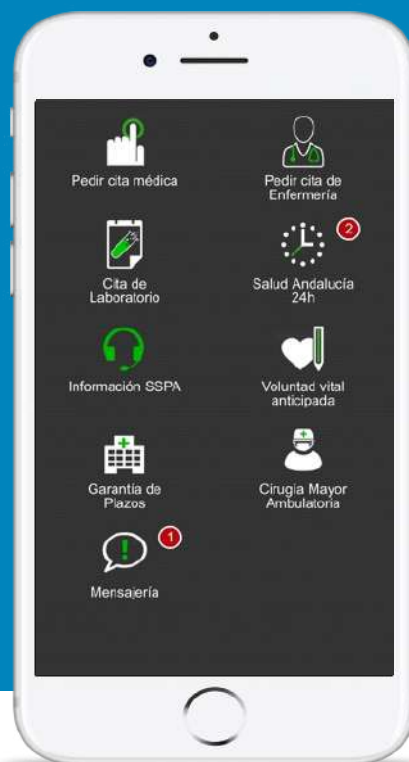 Pedir cita médica
Pedir cita de
Enfermería
Cita de
Laboratorio
2
Salud Andalucía
24h
Información SSPA
Voluntad vital
anticipada
Garantía de
Plazos
Cirugia Mayor
Ambulatoria
1
Mensajería